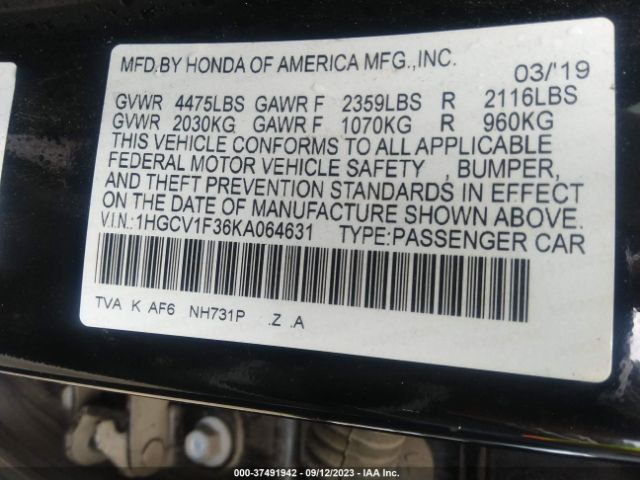 MFD.BY HONDA OF AMERICA MFG.,INC. 03/'19
GVWR 4475LBS GAWR F 2359LBS R 2116LBS
GVWR 2030KG GAWR F 1070KG R 960KG
THIS VEHICLE CONFORMS TO ALL APPLICABLE
FEDERAL MOTOR VEHICLE SAFETY , BUMPER,
AND THEFT PREVENTION STANDARDS IN EFFECT
ON THE DATE OF MANUFACTURE SHOWN ABOVE.
V.I.N.:1HGCV1F36KA064631 TYPE:PASSENGER CAR
TVA K AF6 NH731P .Z .A
000-37491942 - 09/12/2023 - IAA Inc.